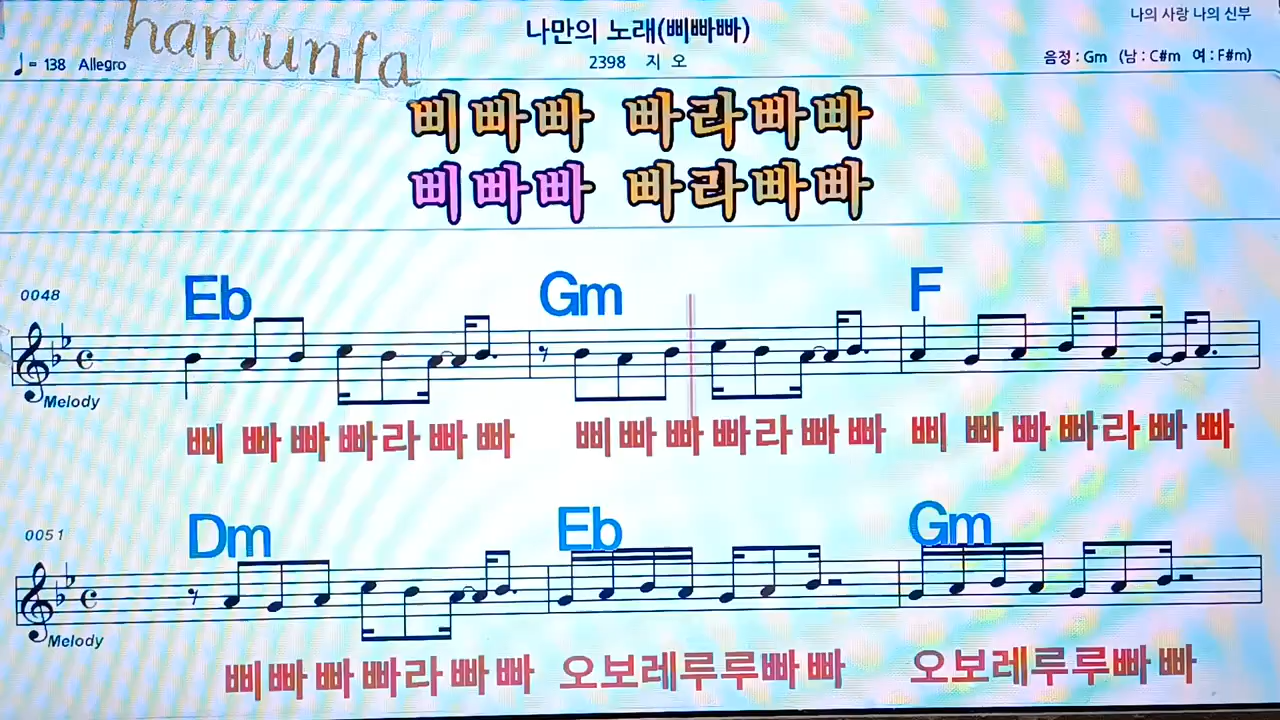 나의 사랑 나의 신부
han unfa
나만의 노래(삐빠빠)
♩= 138 Allegro
2398 지 오
음정 : Gm (남 : C#m 여 : F#m)
삐빠빠 빠라빠빠
삐빠빠 빠라빠빠
0048
Eb Gm F
Melody
삐 빠 빠 빠라 빠 빠 삐 빠 빠 빠라 빠 빠 삐 빠 빠 빠라 빠 빠
0051
Dm Eb Gm
Melody
삐빠 빠 빠라 빠빠 오보레루루빠 빠 오보레루루빠 빠